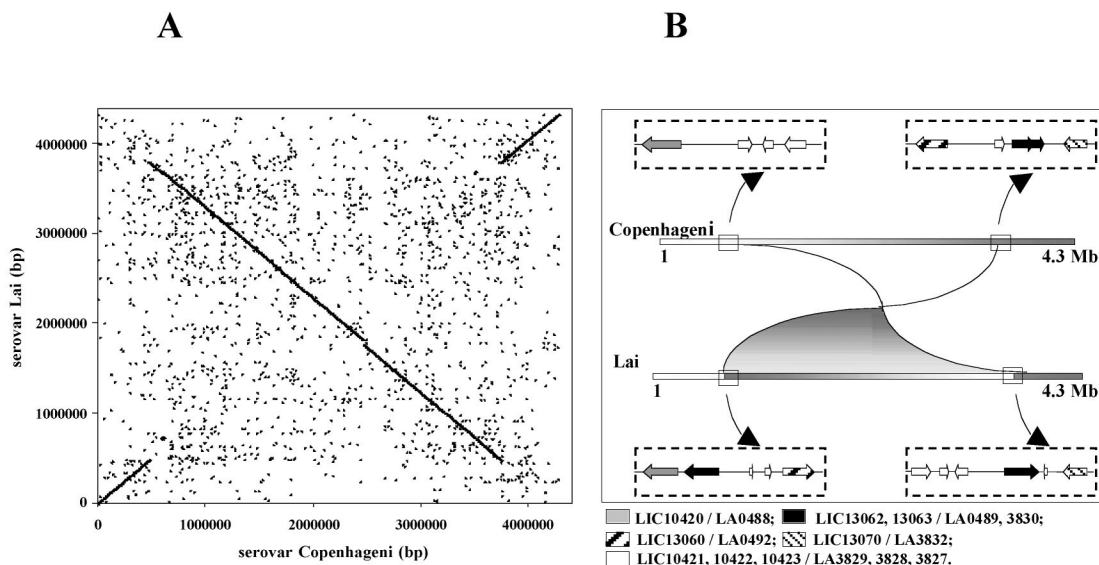 A
B
4000000
3000000
2000000
1000000
0
serovar Lai (bp)
0 1000000 2000000 3000000 4000000
serovar Copenhageni (bp)
Copenhageni
1 4.3 Mb
Lai
1 4.3 Mb
LIC10420 / LA0488; LIC13062, 13063 / LA0489, 3830;
LIC13060 / LA0492; LIC13070 / LA3832;
LIC10421, 10422, 10423 / LA3829, 3828, 3827.